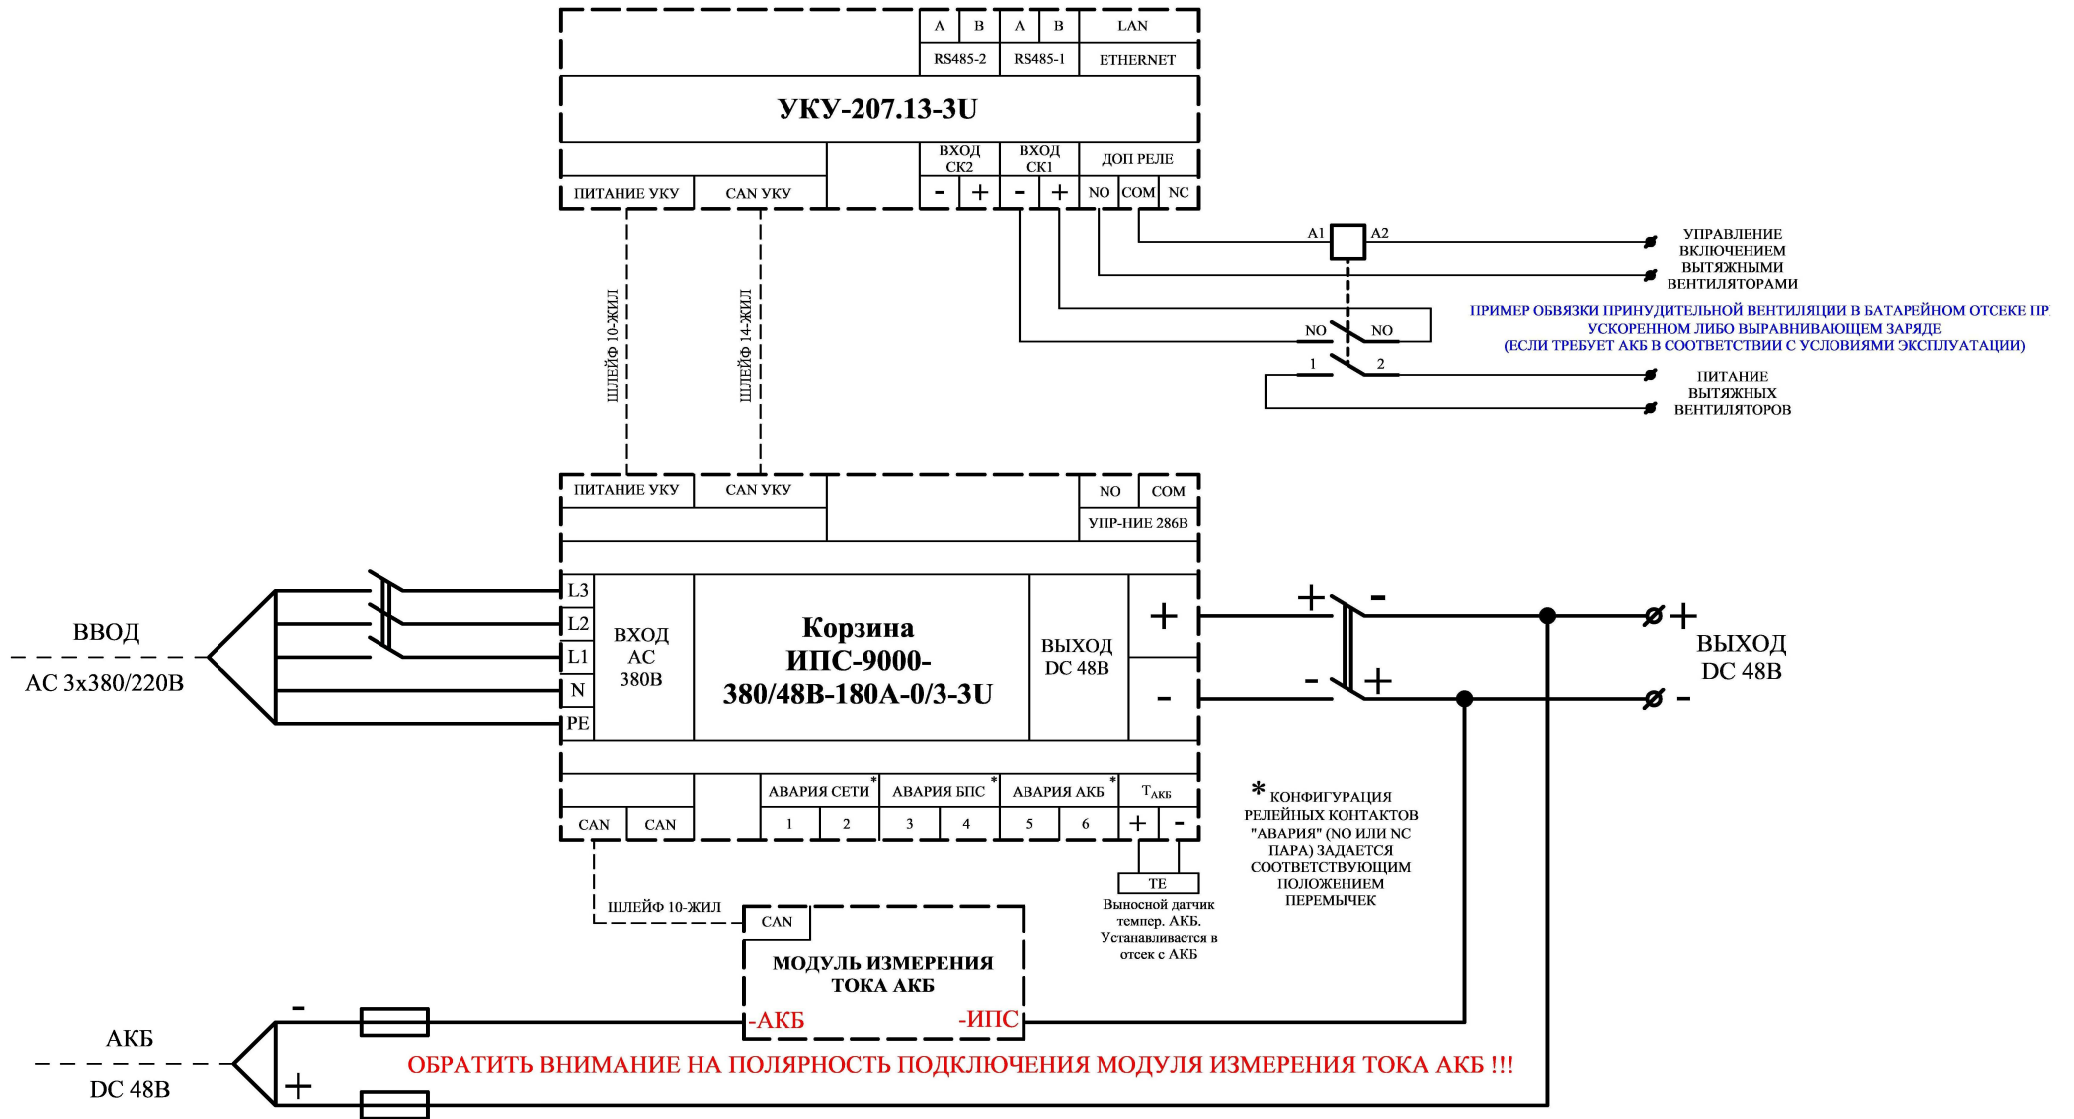 A B A B LAN
RS485-2 RS485-1 ETHERNET
УКУ-207.13-3U
ВХОД СК2
ВХОД СК1
ДОП РЕЛЕ
ПИТАНИЕ УКУ CAN УКУ - + - + NO COM NC
A1 A2
УПРАВЛЕНИЕ
ВКЛЮЧЕНИЕМ
ВЫТЯЖНЫМИ
ВЕНТИЛЯТОРАМИ
ШЛЕЙФ 10-ЖИЛ
ШЛЕЙФ 14-ЖИЛ
ПРИМЕР ОБВЯЗКИ ПРИНУДИТЕЛЬНОЙ ВЕНТИЛЯЦИИ В БАТАРЕЙНОМ ОТСЕКЕ ПР
УСКОРЕННОМ ЛИБО ВЫРАВНИВАЮЩЕМ ЗАРЯДЕ
(ЕСЛИ ТРЕБУЕТ АКБ В СООТВЕТСТВИИ С УСЛОВИЯМИ ЭКСПЛУАТАЦИИ)
NO NO
1 2
ПИТАНИЕ
ВЫТЯЖНЫХ
ВЕНТИЛЯТОРОВ
ПИТАНИЕ УКУ CAN УКУ NO COM
УПР-НИЕ 286В
ВВОД
AC 3x380/220В
L3
L2
L1
N
PE
ВХОД
AC
380В
Корзина
ИПС-9000-
380/48В-180А-0/3-3U
ВЫХОД
DC 48В
+
-
+ -
- +
+
-
ВЫХОД
DC 48В
АВАРИЯ СЕТИ * АВАРИЯ БПС * АВАРИЯ АКБ * TАКБ
CAN CAN 1 2 3 4 5 6 + -
* КОНФИГУРАЦИЯ
РЕЛЕЙНЫХ КОНТАКТОВ
"АВАРИЯ" (NO ИЛИ NC
ПАРА) ЗАДАЕТСЯ
СООТВЕТСТВУЮЩИМ
ПОЛОЖЕНИЕМ
ПЕРЕМЫЧЕК
TE
Выносной датчик
темпер. АКБ.
Устанавливается в
отсек с АКБ
ШЛЕЙФ 10-ЖИЛ
CAN
МОДУЛЬ ИЗМЕРЕНИЯ
ТОКА АКБ
-АКБ -ИПС
АКБ
DC 48В
-
+
ОБРАТИТЬ ВНИМАНИЕ НА ПОЛЯРНОСТЬ ПОДКЛЮЧЕНИЯ МОДУЛЯ ИЗМЕРЕНИЯ ТОКА АКБ !!!